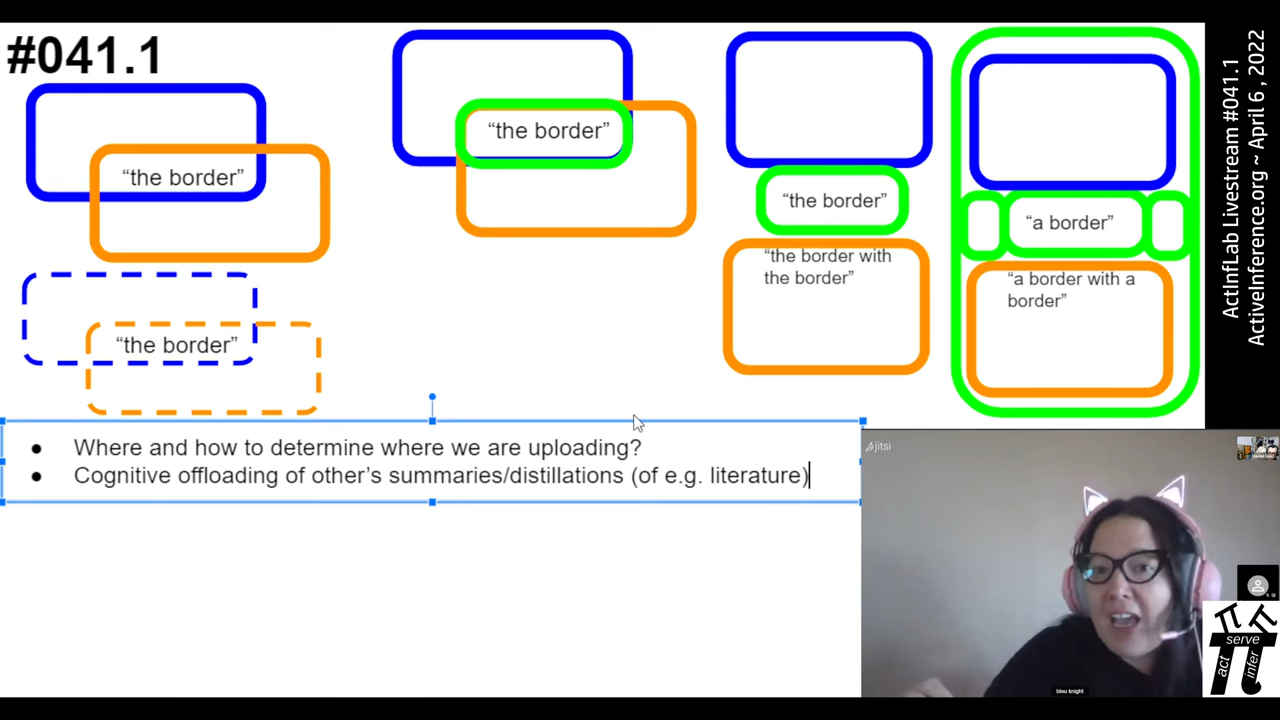 #041.1
“the border”
“the border”
“the border”
“the border”
“the border with
the border”
“a border”
“a border with a
border”
● Where and how to determine where we are uploading?
● Cognitive offloading of other’s summaries/distillations (of e.g. literature)
ActInfLab Livestream #041.1
ActiveInference.org ~ April 6, 2022
jitsi
blou knight
act
serve
infer